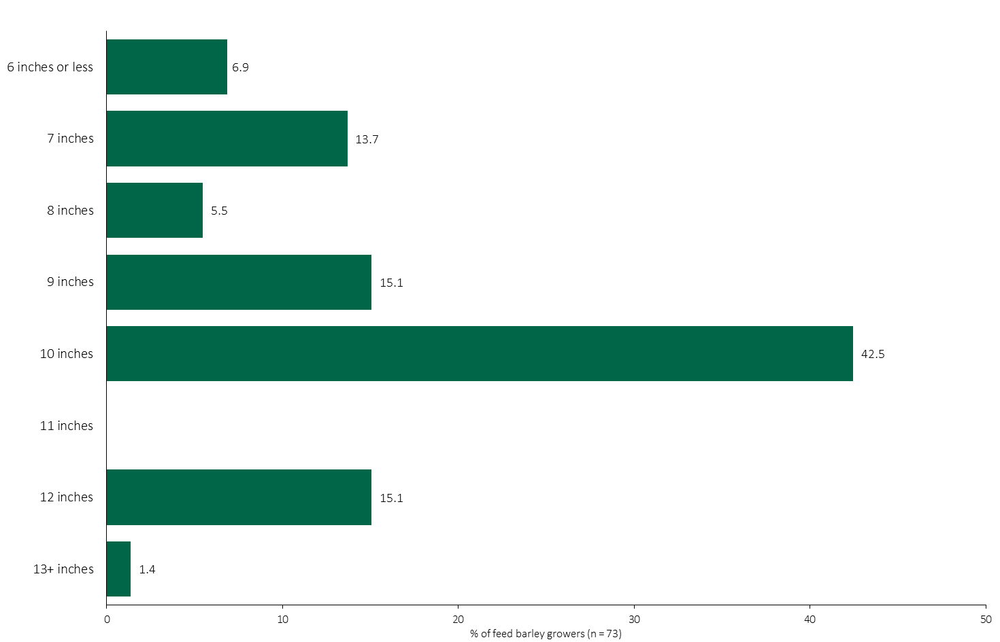 6 inches or less 6.9
7 inches 13.7
8 inches 5.5
9 inches 15.1
10 inches 42.5
11 inches
12 inches 15.1
13+ inches 1.4
0 10 20 30 40 50
% of feed barley growers (n = 73)